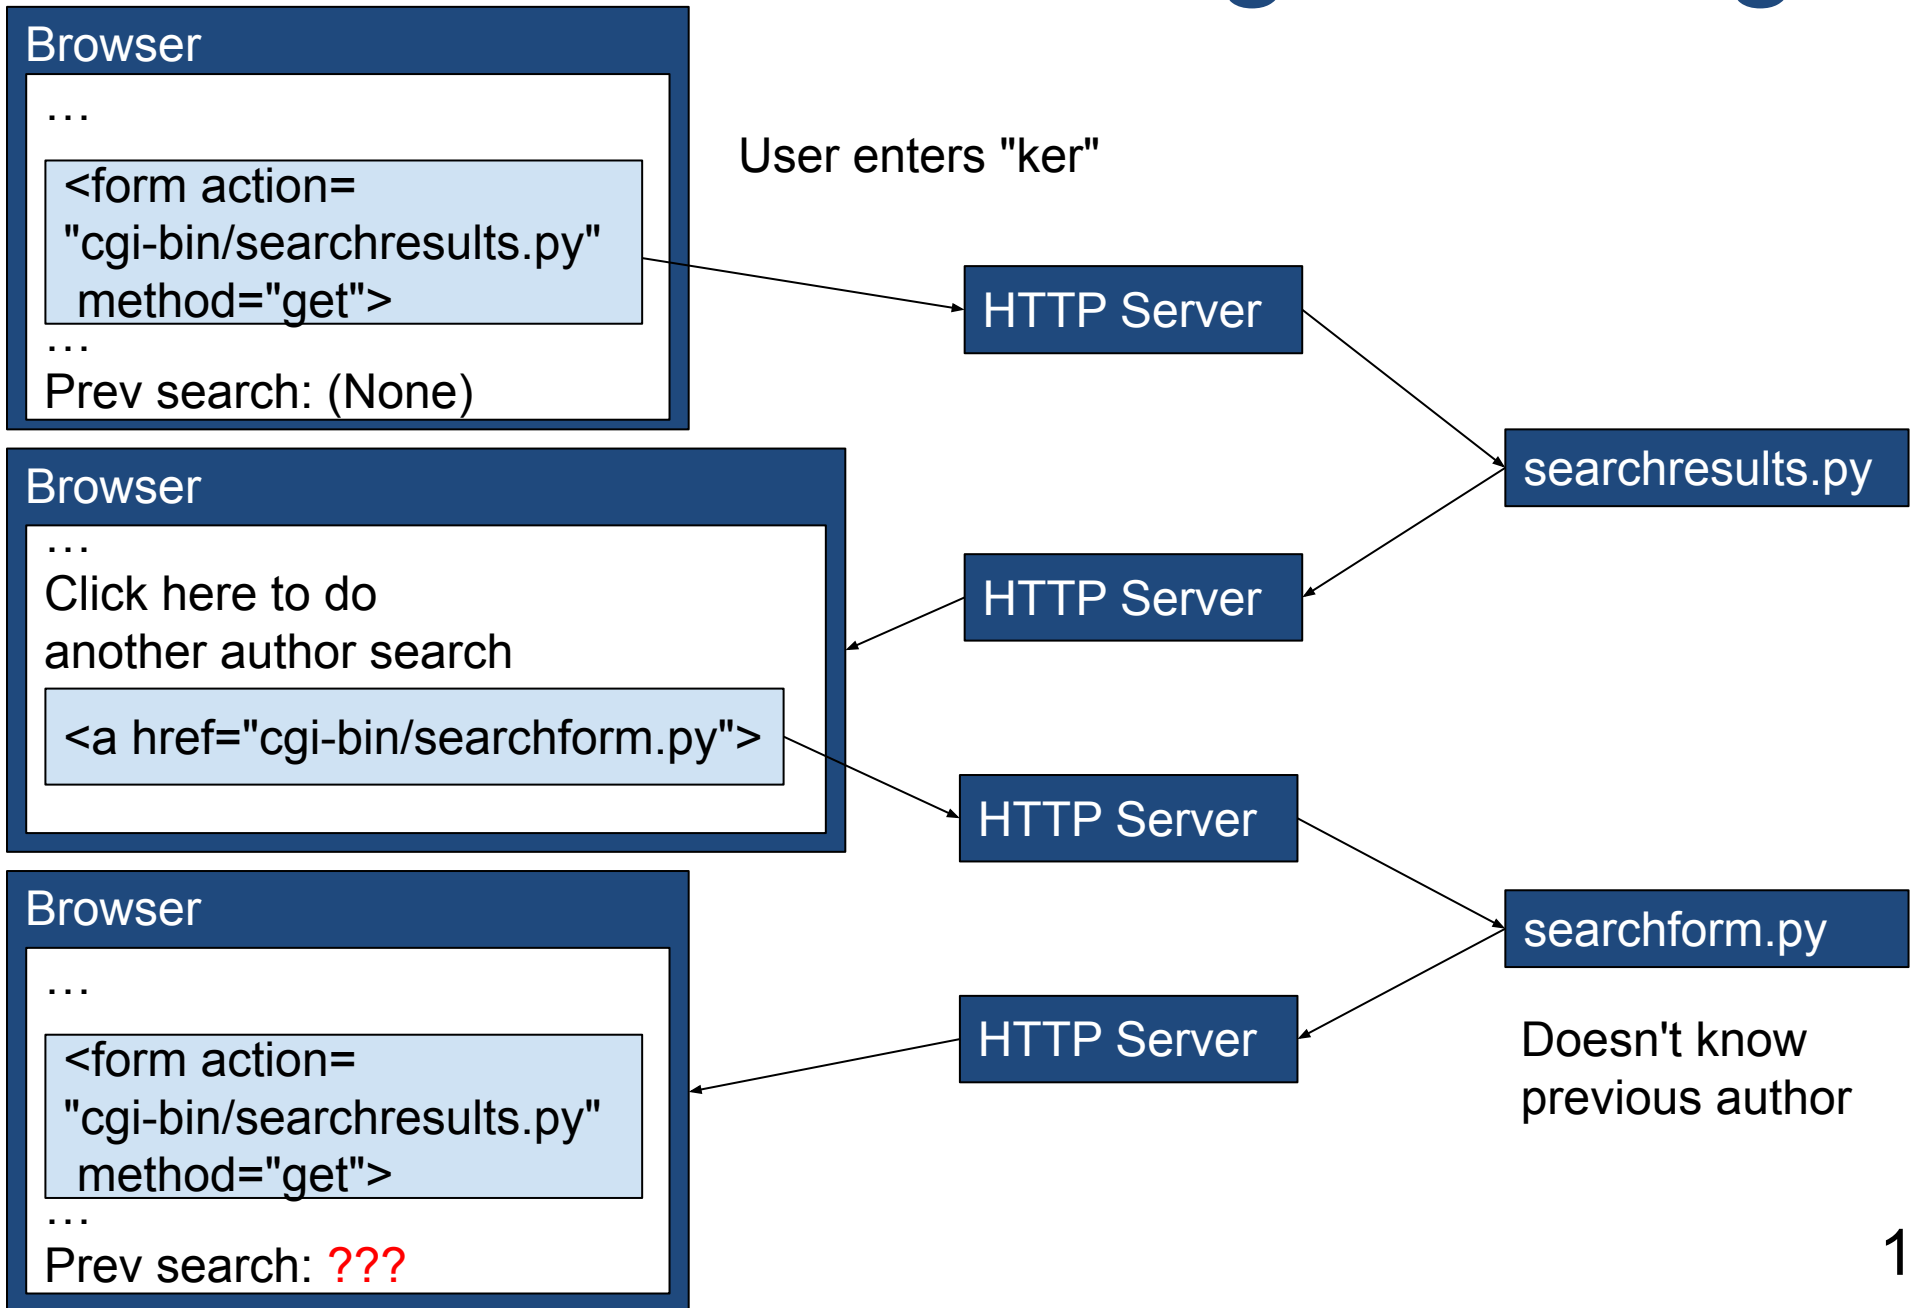 Browser
…
<form action=
"cgi-bin/searchresults.py"
method="get">
…
Prev search: (None)
User enters "ker"
HTTP Server
searchresults.py
HTTP Server
Browser
…
Click here to do
another author search
<a href="cgi-bin/searchform.py">
HTTP Server
searchform.py
Doesn't know
previous author
HTTP Server
Browser
…
<form action=
"cgi-bin/searchresults.py"
method="get">
…
Prev search: ???
1